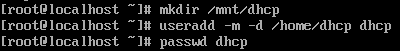 [root@localhost ~]# mkdir /mnt/dhcp
[root@localhost ~]# useradd -m -d /home/dhcp dhcp
[root@localhost ~]# passwd dhcp